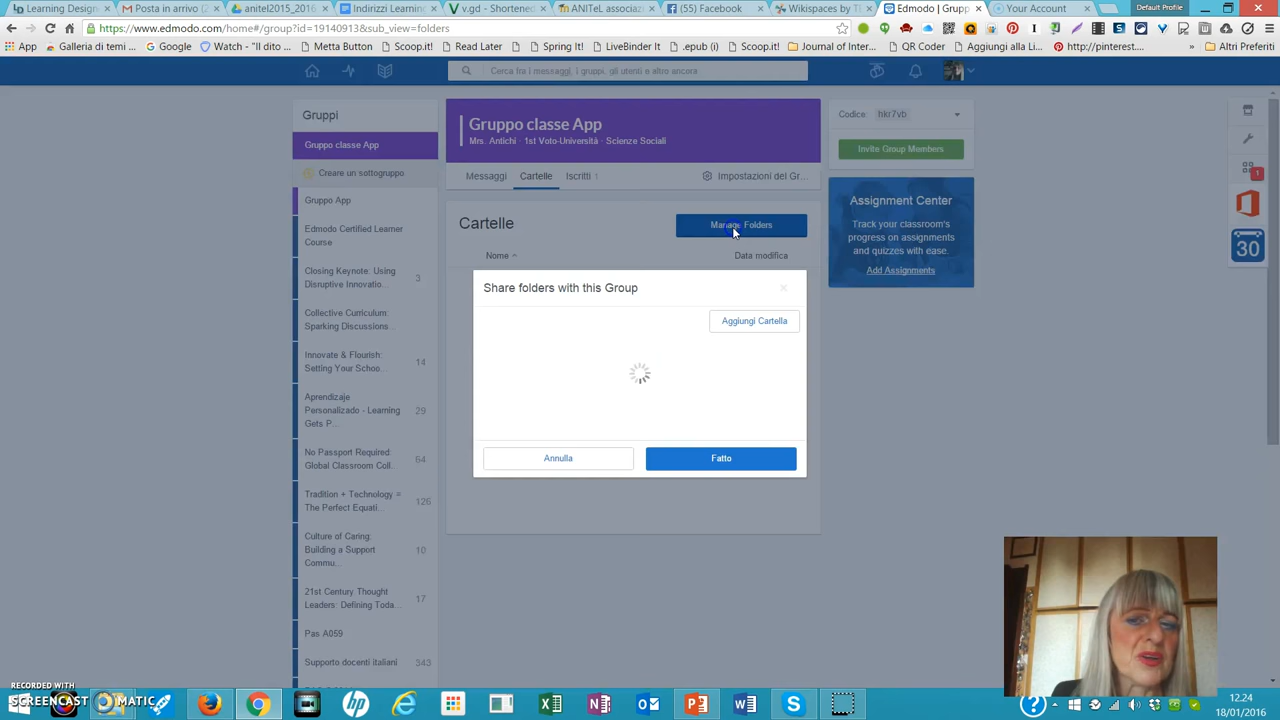 Learning Design
Posta in arrivo (2
anitel2015_2016
Indirizzi Learning
v.gd - Shortened
ANITeL associaz
(55) Facebook
Wikispaces by T
Edmodo | Grupp
Your Account
Default Profile
https://www.edmodo.com/home#/group?id=19140913&sub_view=folders
App
Galleria di temi ...
Google
Watch - "Il dito ...
Metta Button
Scoop.it!
Read Later
Spring It!
LiveBinder It
.epub (i)
Scoop.it!
Journal of Inter...
QR Coder
Aggiungi alla Li...
http://pinterest...
»
Altri Preferiti
Cerca fra i messaggi, i gruppi, gli utenti e altro ancora
Gruppi
Gruppo classe App
Creare un sottogruppo
Gruppo App
Edmodo Certified Learner
Course
Closing Keynote: Using
Disruptive Innovatio...
3
Collective Curriculum:
Sparking Discussions...
Innovate & Flourish:
Setting Your Schoo...
14
Aprendizaje
Personalizado - Learning
Gets P...
29
No Passport Required:
Global Classroom Coll...
64
Tradition + Technology =
The Perfect Equati...
126
Culture of Caring:
Building a Support
Commu...
10
21st Century Thought
Leaders: Defining Toda...
17
Pas A059
Supporto docenti italiani
343
Gruppo classe App
Mrs. Antichi · 1st Voto-Università · Scienze Sociali
Messaggi
Cartelle
Iscritti 1
Impostazioni del Gr...
Cartelle
Manage Folders
Nome
Data modifica
Share folders with this Group
×
Aggiungi Cartella
Annulla
Fatto
Codice
hkr7vb
Invite Group Members
Assignment Center
Track your classroom's
progress on assignments
and quizzes with ease.
Add Assignments
1
30
RECORDED WITH
SCREENCAST
MATIC
12.24
18/01/2016